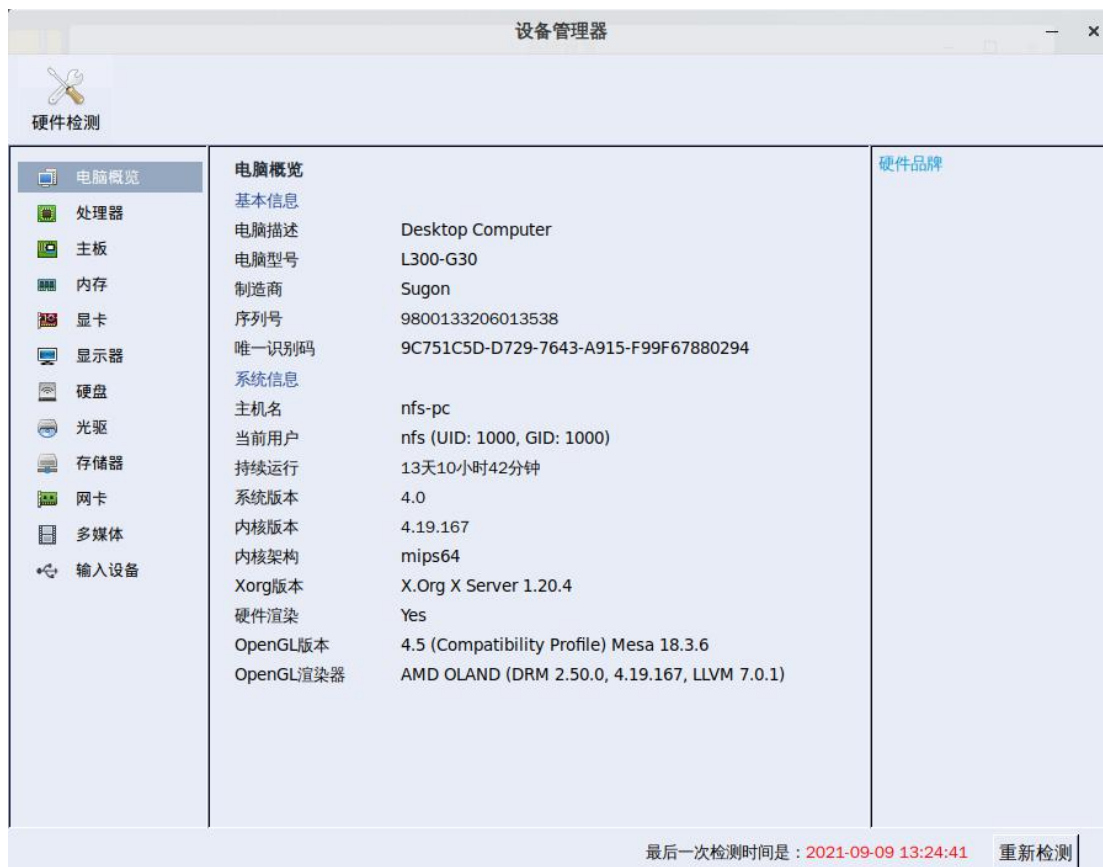 设备管理器
硬件检测
电脑概览
处理器
主板
内存
显卡
显示器
硬盘
光驱
存储器
网卡
多媒体
输入设备
电脑概览
基本信息
电脑描述 Desktop Computer
电脑型号 L300-G30
制造商 Sugon
序列号 9800133206013538
唯一识别码 9C751C5D-D729-7643-A915-F99F67880294
系统信息
主机名 nfs-pc
当前用户 nfs (UID: 1000, GID: 1000)
持续运行 13天10小时42分钟
系统版本 4.0
内核版本 4.19.167
内核架构 mips64
Xorg版本 X.Org X Server 1.20.4
硬件渲染 Yes
OpenGL版本 4.5 (Compatibility Profile) Mesa 18.3.6
OpenGL渲染器 AMD OLAND (DRM 2.50.0, 4.19.167, LLVM 7.0.1)
硬件品牌
最后一次检测时间是：2021-09-09 13:24:41 重新检测